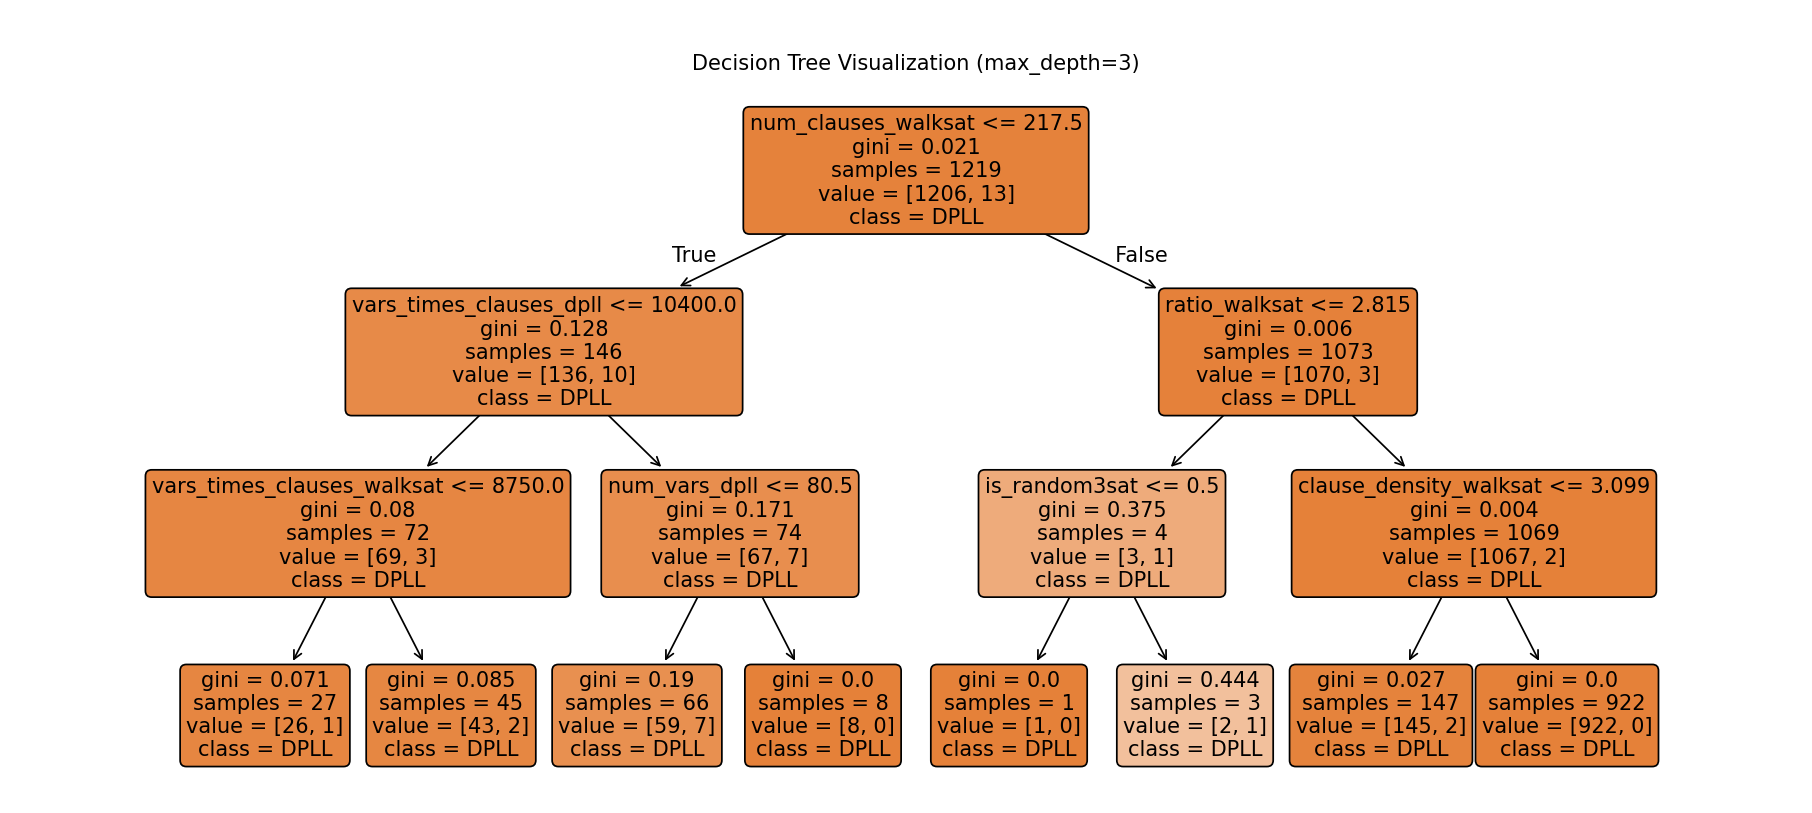 Decision Tree Visualization (max_depth=3)
num_clauses_walksat <= 217.5
gini = 0.021
samples = 1219
value = [1206, 13]
class = DPLL
True
False
vars_times_clauses_dpll <= 10400.0
gini = 0.128
samples = 146
value = [136, 10]
class = DPLL
ratio_walksat <= 2.815
gini = 0.006
samples = 1073
value = [1070, 3]
class = DPLL
vars_times_clauses_walksat <= 8750.0
gini = 0.08
samples = 72
value = [69, 3]
class = DPLL
num_vars_dpll <= 80.5
gini = 0.171
samples = 74
value = [67, 7]
class = DPLL
is_random3sat <= 0.5
gini = 0.375
samples = 4
value = [3, 1]
class = DPLL
clause_density_walksat <= 3.099
gini = 0.004
samples = 1069
value = [1067, 2]
class = DPLL
gini = 0.071
samples = 27
value = [26, 1]
class = DPLL
gini = 0.085
samples = 45
value = [43, 2]
class = DPLL
gini = 0.19
samples = 66
value = [59, 7]
class = DPLL
gini = 0.0
samples = 8
value = [8, 0]
class = DPLL
gini = 0.0
samples = 1
value = [1, 0]
class = DPLL
gini = 0.444
samples = 3
value = [2, 1]
class = DPLL
gini = 0.027
samples = 147
value = [145, 2]
class = DPLL
gini = 0.0
samples = 922
value = [922, 0]
class = DPLL